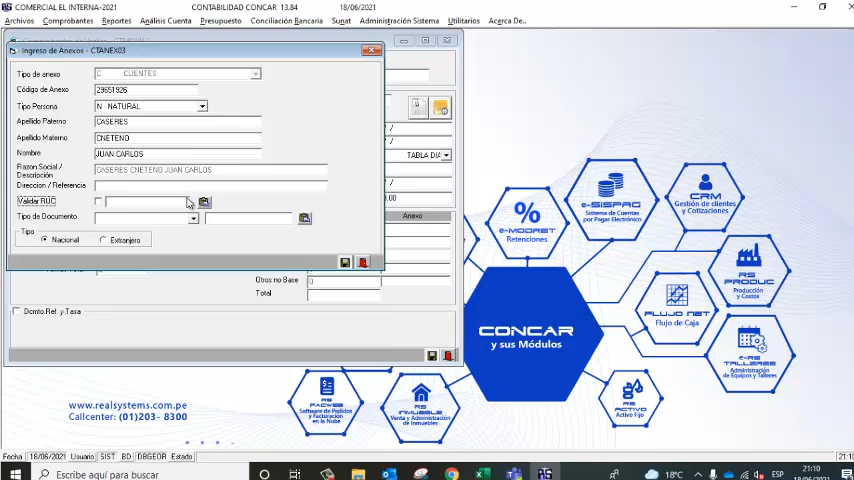 COMERCIAL EL INTERNA-2021 CONTABILIDAD CONCAR 13.84 18/06/2021
Archivos Comprobantes Reportes Análisis Cuenta Presupuesto Conciliación Bancaria Sunat Administración Sistema Utilitarios Acerca De..
Ingreso de Anexos - CTANEX03
Tipo de anexo C CLIENTES
Código de Anexo 29651926
Tipo Persona N - NATURAL
Apellido Paterno CASERES
Apellido Materno CNETENO
Nombre JUAN CARLOS
Razon Social / Descripción CASERES CNETENO JUAN CARLOS
Direccion / Referencia
Validar RUC
Tipo de Documento
Tipo
Nacional Extranjero
/ /
/ /
TABLA DIA
/ /
0.00
Anexo
Otros no Base 0
Total
Dcmto.Ref. y Tasa
CRM
Gestión de clientes y Cotizaciones
e-SISPAG
Sistema de Cuentas por Pagar Electrónico
%
e-MODRET
Retenciones
RS PRODUC
Producción y Costos
FLUJO NET
Flujo de Caja
CONCAR
y sus Módulos
e-RS TALLERES
Administración de Equipos y Talleres
RS FACWEB
Software de Pedidos y Facturación en la Nube
RS INMUEBLE
Venta y Administración de Inmuebles
RS ACTIVO
Activo Fijo
www.realsystems.com.pe
Callcenter: (01)203- 8300
Fecha 18/06/2021 Usuario SIST BD DBGEOR Estado 21:10
Escribe aquí para buscar
18°C ESP 21:10
18/06/2021